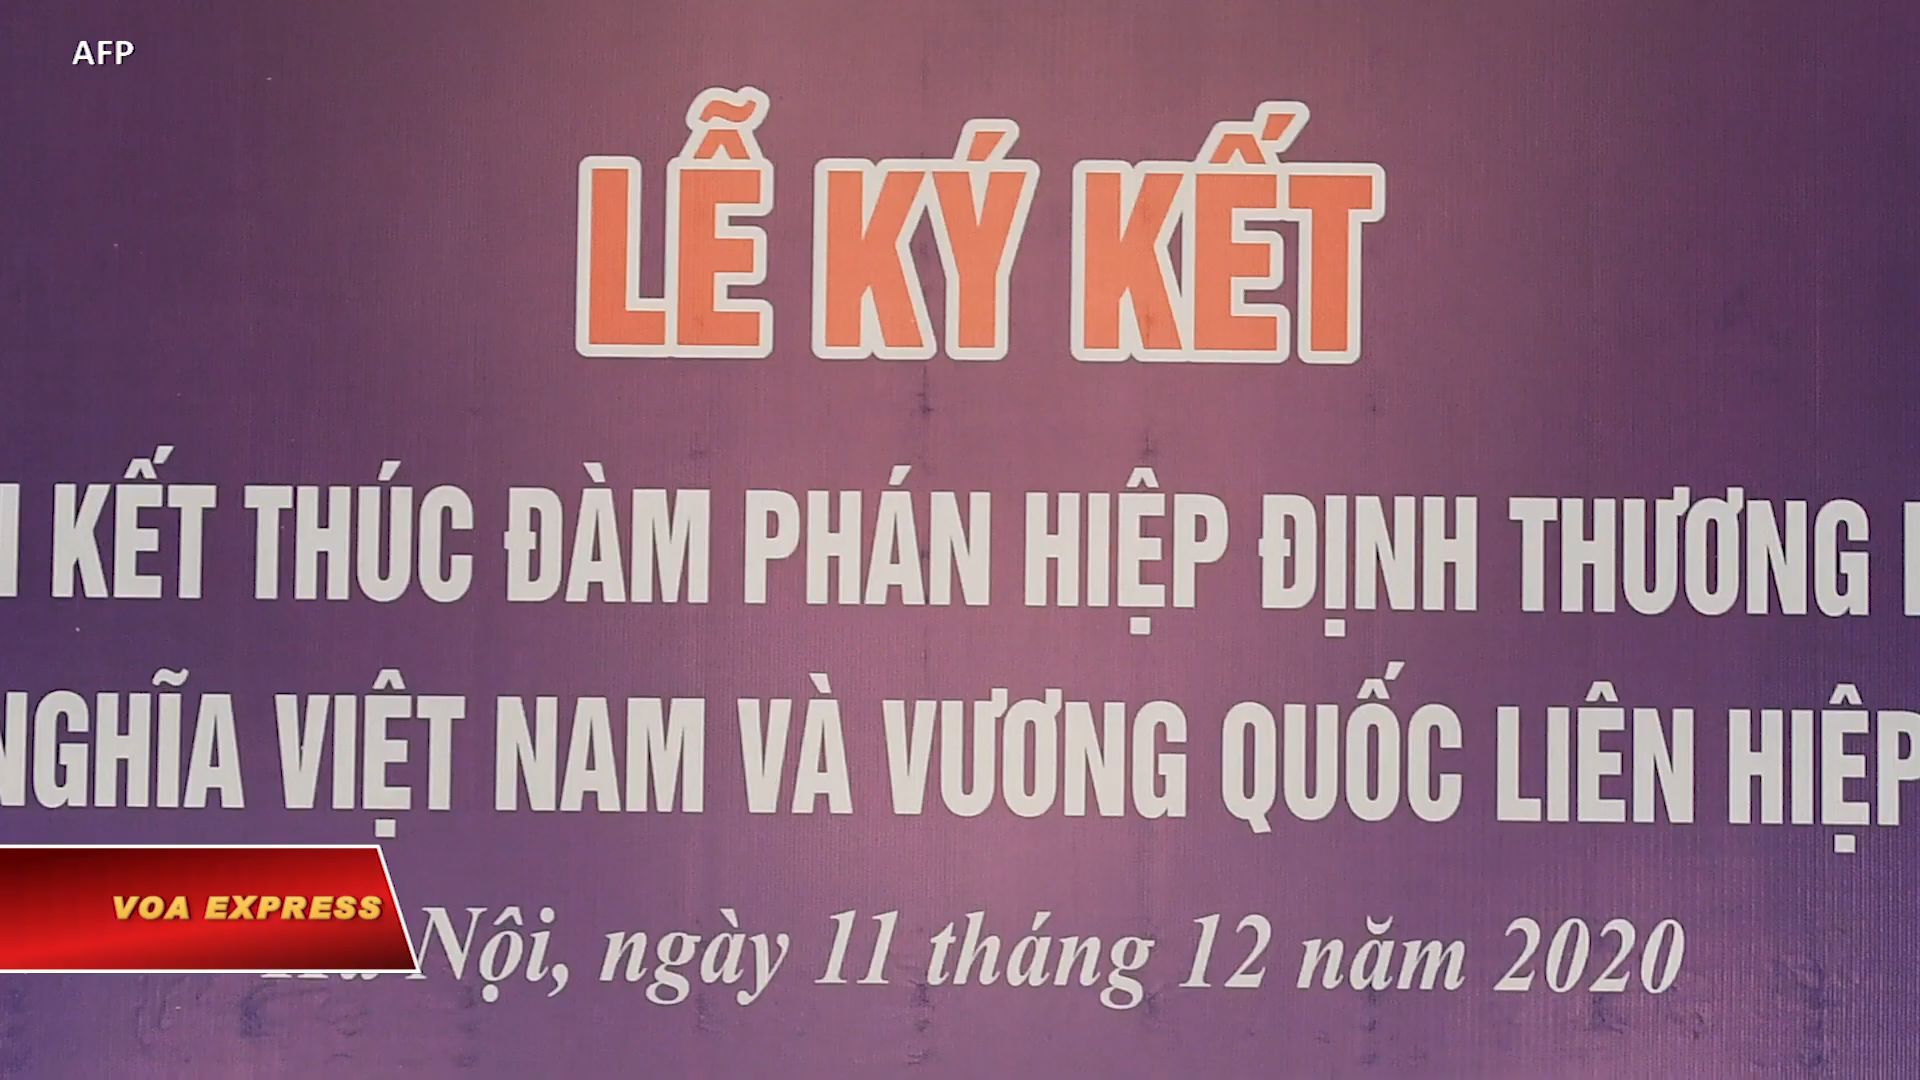 AFP
LỄ KÝ KẾT
KẾT THÚC ĐÀM PHÁN HIỆP ĐỊNH THƯƠNG
NGHĨA VIỆT NAM VÀ VƯƠNG QUỐC LIÊN HIỆP
VOA EXPRESS
Nội, ngày 11 tháng 12 năm 2020